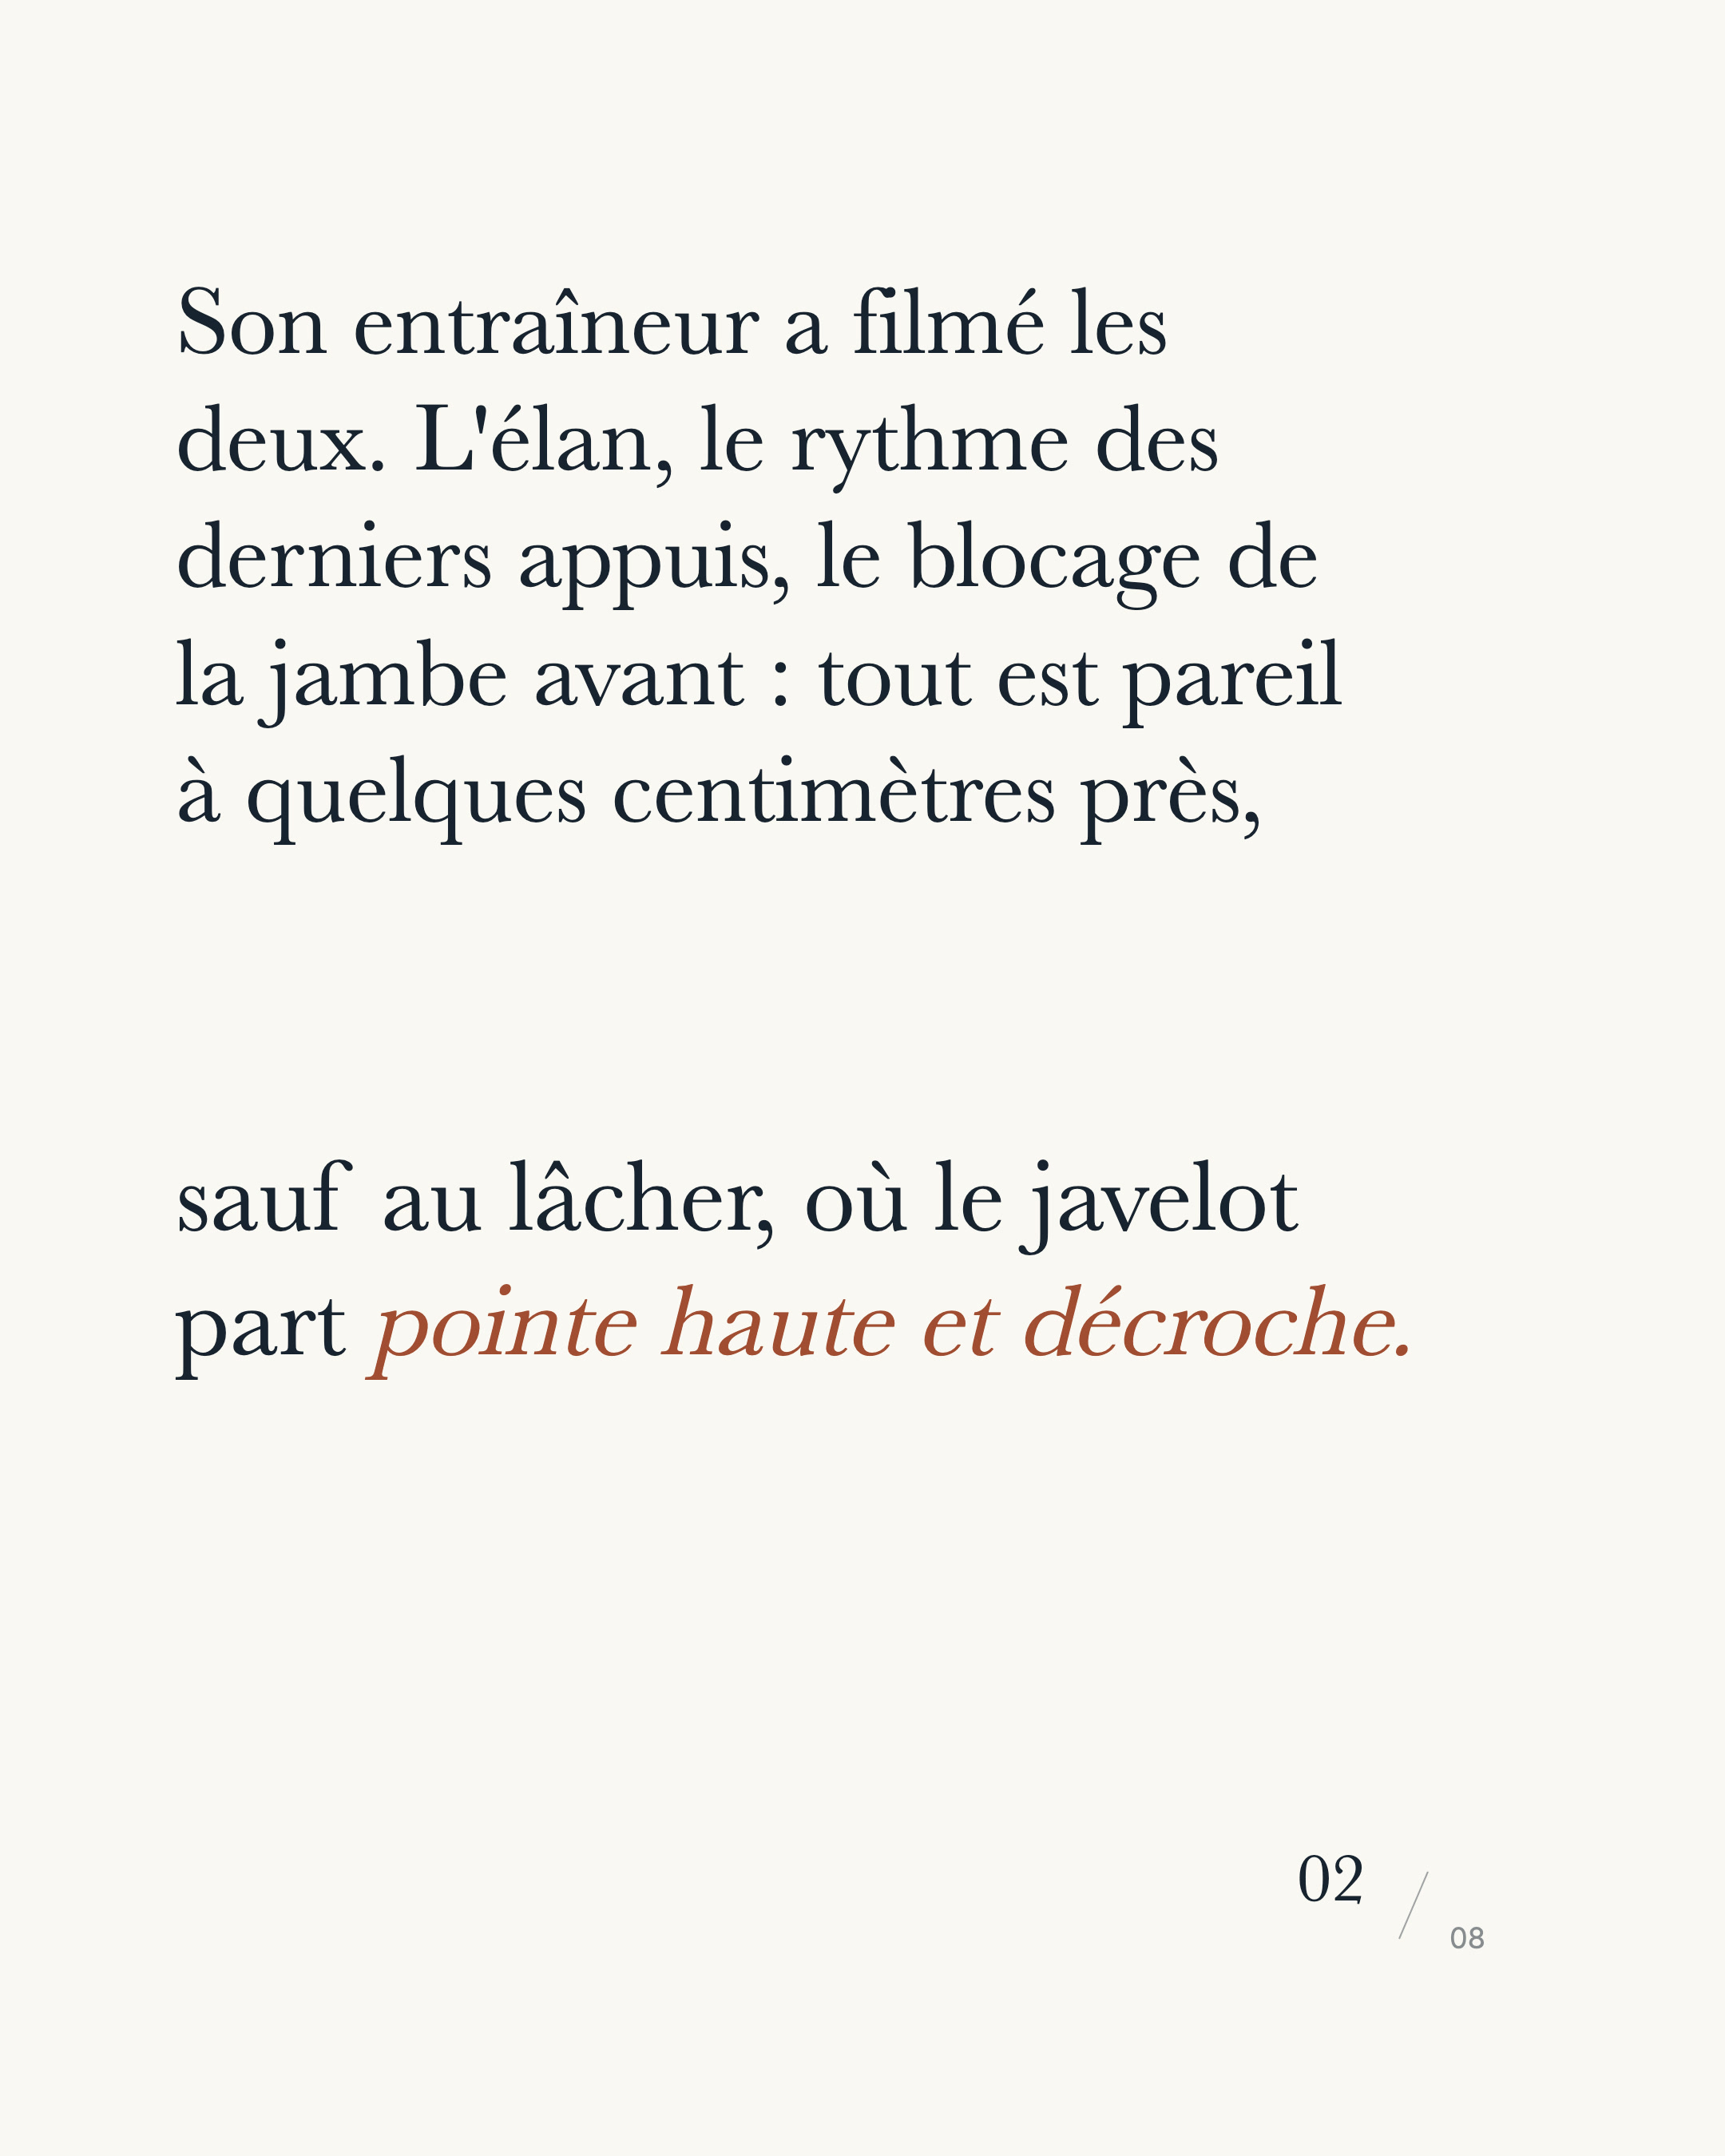 Son entraîneur a filmé les
deux. L'élan, le rythme des
derniers appuis, le blocage de
la jambe avant : tout est pareil
à quelques centimètres près,
sauf au lâcher, où le javelot
part pointe haute et décroche.
02 / 08